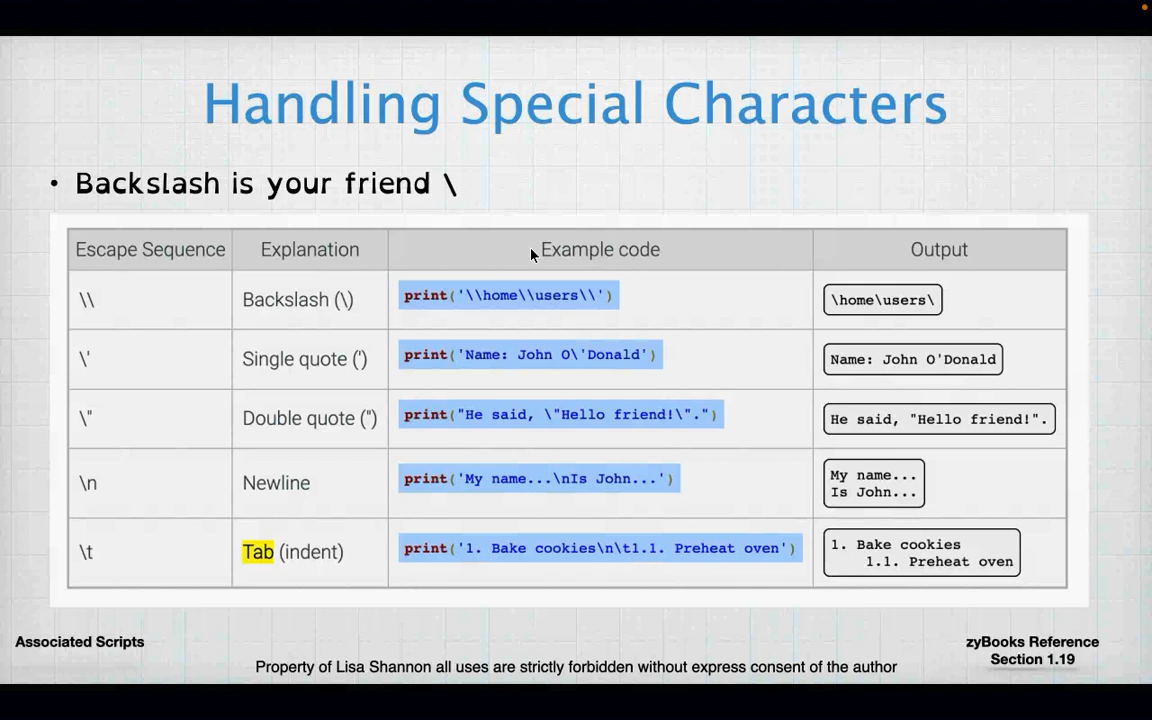 Handling Special Characters
• Backslash is your friend \
Escape Sequence Explanation Example code Output
\\ Backslash (\) print('\\home\\users\\') \home\users\
\' Single quote (') print('Name: John O\'Donald') Name: John O'Donald
\" Double quote (") print("He said, \"Hello friend!\".") He said, "Hello friend!".
\n Newline print('My name...\nIs John...') My name...
Is John...
\t Tab (indent) print('1. Bake cookies\n\t1.1. Preheat oven') 1. Bake cookies
1.1. Preheat oven
Associated Scripts
zyBooks Reference
Section 1.19
Property of Lisa Shannon all uses are strictly forbidden without express consent of the author